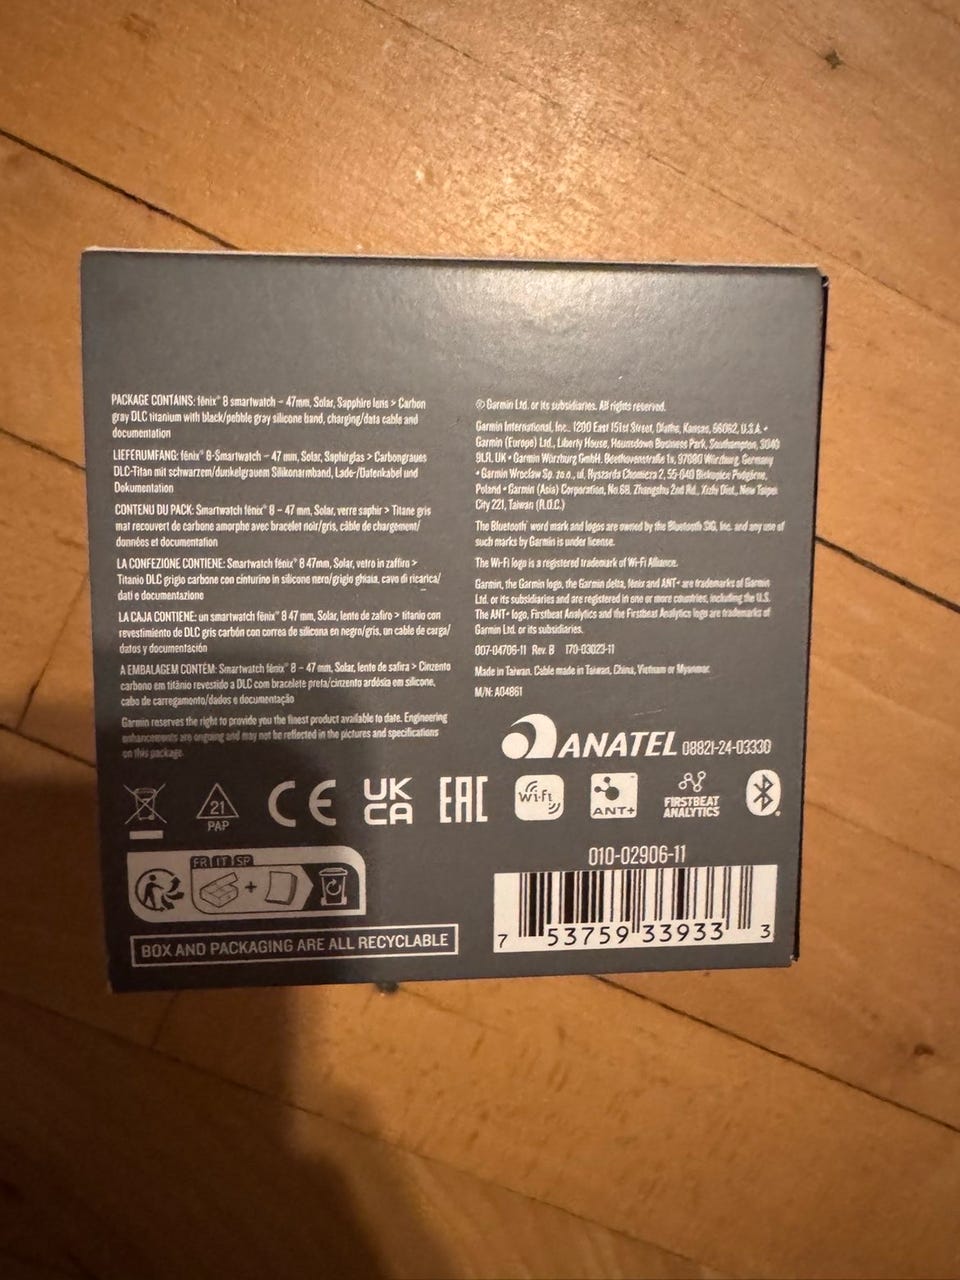 PACKAGE CONTAINS: fēnix® 8 smartwatch – 47mm, Solar, Sapphire lens > Carbon
gray DLC titanium with black/pebble gray silicone band, charging/data cable and
documentation
LIEFERUMFANG: fēnix® 8-Smartwatch – 47 mm, Solar, Saphirglas > Carbongraues
DLC-Titan mit schwarzem/dunkelgrauem Silikonarmband, Lade-/Datenkabel und
Dokumentation
CONTENU DU PACK: Smartwatch fēnix® 8 – 47 mm, Solar, verre saphir > Titane gris
mat recouvert de carbone amorphe avec bracelet noir/gris, câble de chargement/
données et documentation
LA CONFEZIONE CONTIENE: Smartwatch fēnix® 8 47mm, Solar, vetro in zaffiro >
Titanio DLC grigio carbone con cinturino in silicone nero/grigio ghiaia, cavo di ricarica/
dati e documentazione
LA CAJA CONTIENE: un smartwatch fēnix® 8 47 mm, Solar, lente de zafiro > titanio con
revestimiento de DLC gris carbón con correa de silicona en negro/gris, un cable de carga/
datos y documentación
A EMBALAGEM CONTÉM: Smartwatch fēnix® 8 – 47 mm, Solar, lente de safira > Cinzento
carbono em titânio revestido a DLC com bracelete preta/cinzento ardósia em silicone,
cabo de carregamento/dados e documentação
Garmin reserves the right to provide you the finest product available to date. Engineering
enhancements are ongoing and may not be reflected in the pictures and specifications
on this package.
© Garmin Ltd. or its subsidiaries. All rights reserved.
Garmin International, Inc., 1200 East 151st Street, Olathe, Kansas, 66062, U.S.A. •
Garmin (Europe) Ltd., Liberty House, Hounsdown Business Park, Southampton, SO40
9LR, UK • Garmin Würzburg GmbH, Beethovenstraße 1a, 97080 Würzburg, Germany
• Garmin Wrocław Sp. zo.o., ul. Ryszarda Chomicza 2, 55-040 Biskupice Podgórne,
Poland • Garmin (Asia) Corporation, No.68, Zhangshu 2nd Rd., Xizhi Dist., New Taipei
City 221, Taiwan (R.O.C.)
The Bluetooth® word mark and logos are owned by the Bluetooth SIG, Inc. and any use of
such marks by Garmin is under license.
The Wi-Fi logo is a registered trademark of Wi-Fi Alliance.
Garmin, the Garmin logo, the Garmin delta, fēnix and ANT+ are trademarks of Garmin
Ltd. or its subsidiaries and are registered in one or more countries, including the U.S.
The ANT+ logo, Firstbeat Analytics and the Firstbeat Analytics logo are trademarks of
Garmin Ltd. or its subsidiaries.
007-04706-11 Rev. B 170-03023-11
Made in Taiwan. Cable made in Taiwan, China, Vietnam or Myanmar.
M/N: A04861
ANATEL 08821-24-03330
21
PAP
CE
UK
CA
EAC
Wi-Fi
ANT+
FIRSTBEAT
ANALYTICS
FR IT SP
+
BOX AND PACKAGING ARE ALL RECYCLABLE
010-02906-11
7 53759 33933 3